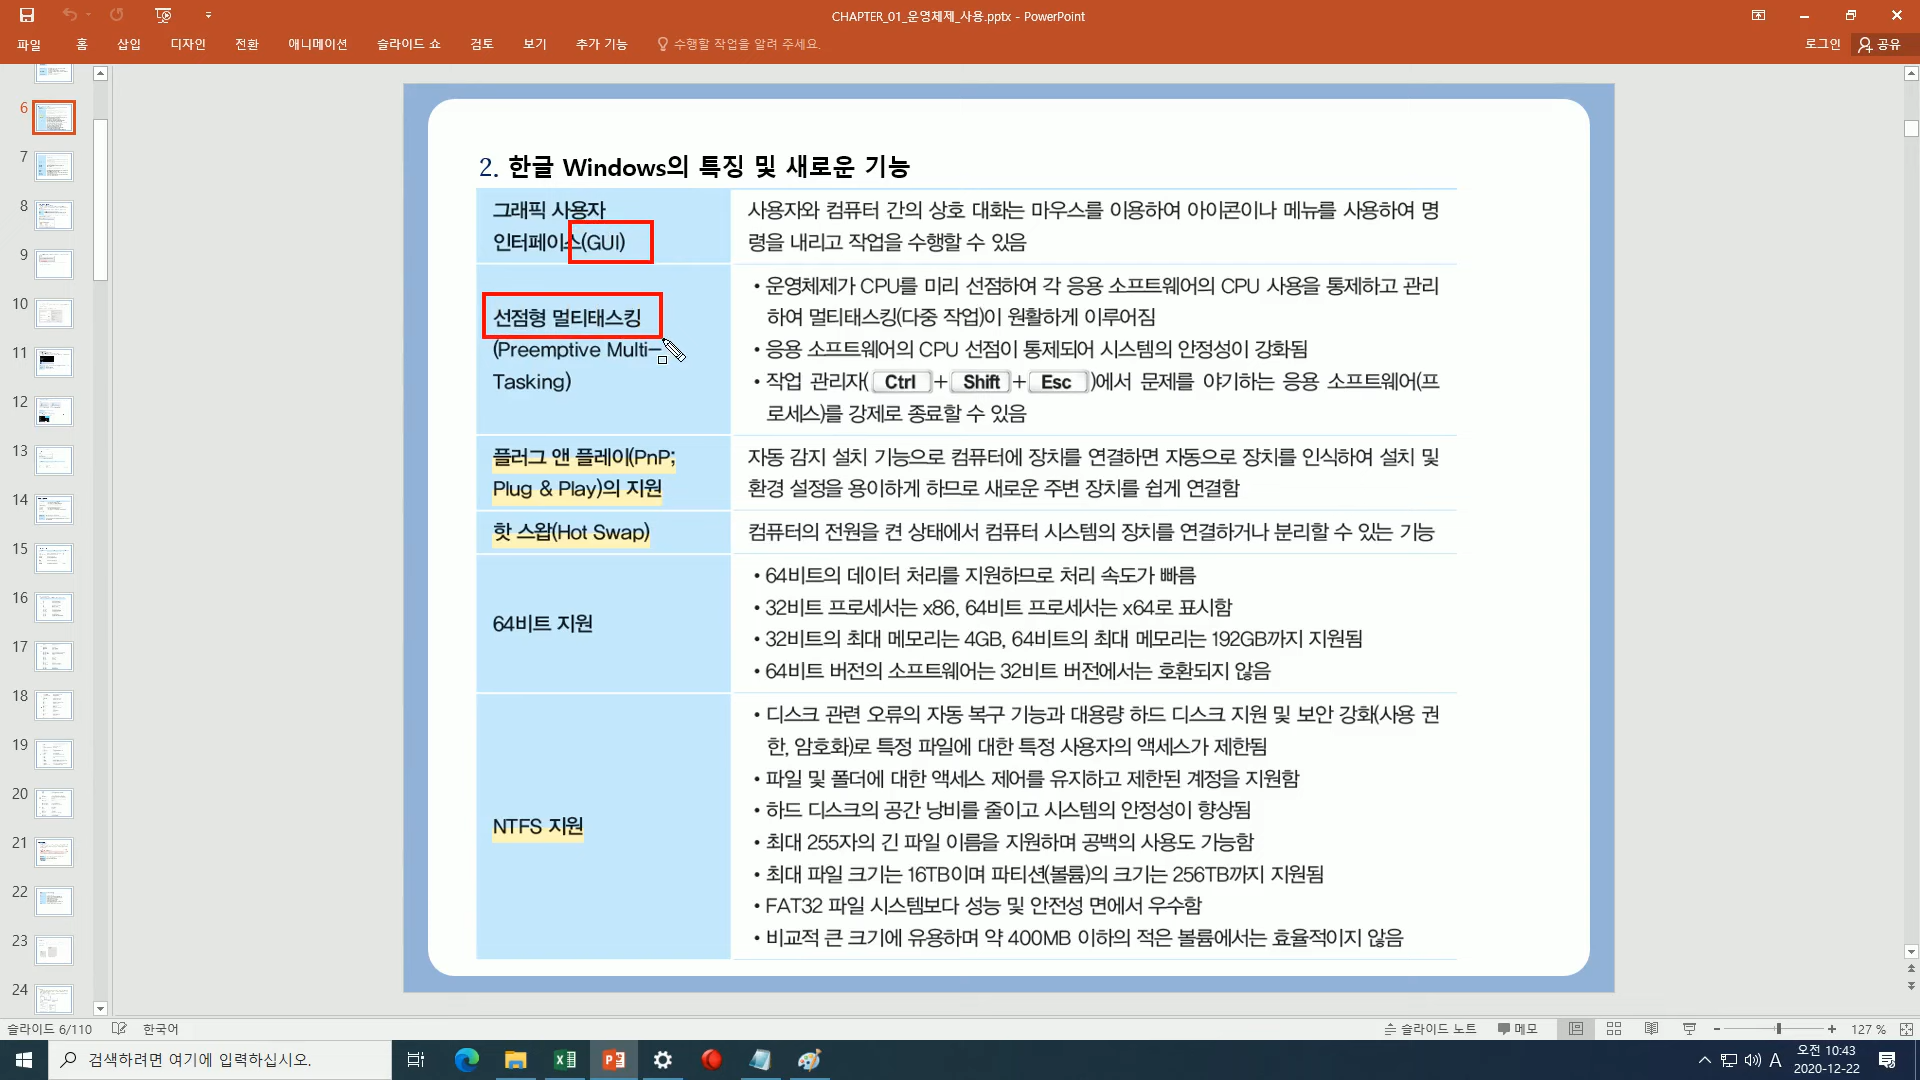 CHAPTER_01_운영체제_사용.pptx - PowerPoint
파일 홈 삽입 디자인 전환 애니메이션 슬라이드 쇼 검토 보기 추가 기능 수행할 작업을 알려 주세요. 로그인 공유
6
7
8
9
10
11
12
13
14
15
16
17
18
19
20
21
22
23
24
2. 한글 Windows의 특징 및 새로운 기능
그래픽 사용자
인터페이스(GUI)
사용자와 컴퓨터 간의 상호 대화는 마우스를 이용하여 아이콘이나 메뉴를 사용하여 명
령을 내리고 작업을 수행할 수 있음
선점형 멀티태스킹
(Preemptive Multi-
Tasking)
• 운영체제가 CPU를 미리 선점하여 각 응용 소프트웨어의 CPU 사용을 통제하고 관리
하여 멀티태스킹(다중 작업)이 원활하게 이루어짐
• 응용 소프트웨어의 CPU 선점이 통제되어 시스템의 안정성이 강화됨
• 작업 관리자( Ctrl + Shift + Esc )에서 문제를 야기하는 응용 소프트웨어(프
로세스)를 강제로 종료할 수 있음
플러그 앤 플레이(PnP;
Plug & Play)의 지원
자동 감지 설치 기능으로 컴퓨터에 장치를 연결하면 자동으로 장치를 인식하여 설치 및
환경 설정을 용이하게 하므로 새로운 주변 장치를 쉽게 연결함
핫 스왑(Hot Swap)
컴퓨터의 전원을 켠 상태에서 컴퓨터 시스템의 장치를 연결하거나 분리할 수 있는 기능
64비트 지원
• 64비트의 데이터 처리를 지원하므로 처리 속도가 빠름
• 32비트 프로세서는 x86, 64비트 프로세서는 x64로 표시함
• 32비트의 최대 메모리는 4GB, 64비트의 최대 메모리는 192GB까지 지원됨
• 64비트 버전의 소프트웨어는 32비트 버전에서는 호환되지 않음
NTFS 지원
• 디스크 관련 오류의 자동 복구 기능과 대용량 하드 디스크 지원 및 보안 강화(사용 권
한, 암호화)로 특정 파일에 대한 특정 사용자의 액세스가 제한됨
• 파일 및 폴더에 대한 액세스 제어를 유지하고 제한된 계정을 지원함
• 하드 디스크의 공간 낭비를 줄이고 시스템의 안정성이 향상됨
• 최대 255자의 긴 파일 이름을 지원하며 공백의 사용도 가능함
• 최대 파일 크기는 16TB이며 파티션(볼륨)의 크기는 256TB까지 지원됨
• FAT32 파일 시스템보다 성능 및 안전성 면에서 우수함
• 비교적 큰 크기에 유용하며 약 400MB 이하의 적은 볼륨에서는 효율적이지 않음
슬라이드 6/110 한국어 슬라이드 노트 메모 127 %
검색하려면 여기에 입력하십시오. A 오전 10:43
2020-12-22